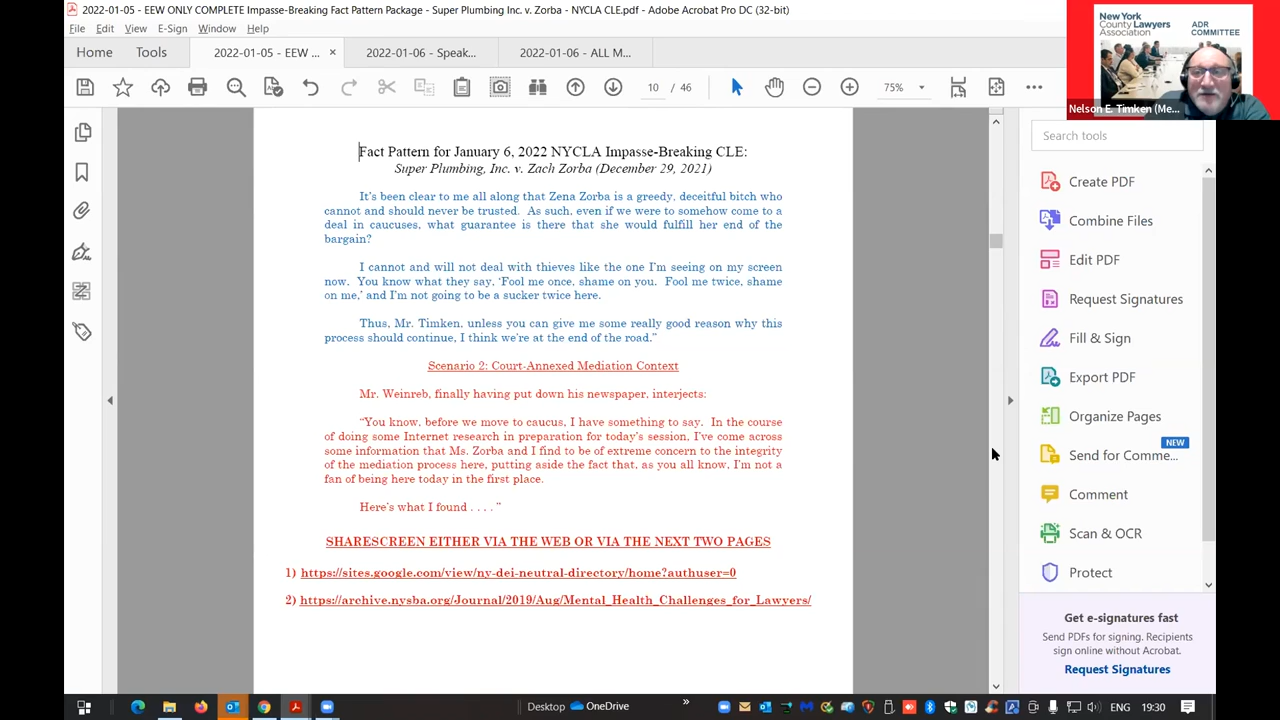 2022-01-05 - EEW ONLY COMPLETE Impasse-Breaking Fact Pattern Package - Super Plumbing Inc. v. Zorba - NYCLA CLE.pdf - Adobe Acrobat Pro DC (32-bit)
File Edit View E-Sign Window Help
Home Tools 2022-01-05 - EEW ... × 2022-01-06 - Speak... 2022-01-06 - ALL M...
10 / 46 75%
New York
County Lawyers
Association
ADR
COMMITTEE
Nelson E. Timken (Me...
Fact Pattern for January 6, 2022 NYCLA Impasse-Breaking CLE:
Super Plumbing, Inc. v. Zach Zorba (December 29, 2021)
It's been clear to me all along that Zena Zorba is a greedy, deceitful bitch who
cannot and should never be trusted. As such, even if we were to somehow come to a
deal in caucuses, what guarantee is there that she would fulfill her end of the
bargain?
I cannot and will not deal with thieves like the one I'm seeing on my screen
now. You know what they say, 'Fool me once, shame on you. Fool me twice, shame
on me,' and I'm not going to be a sucker twice here.
Thus, Mr. Timken, unless you can give me some really good reason why this
process should continue, I think we're at the end of the road."
Scenario 2: Court-Annexed Mediation Context
Mr. Weinreb, finally having put down his newspaper, interjects:
"You know, before we move to caucus, I have something to say. In the course
of doing some Internet research in preparation for today's session, I've come across
some information that Ms. Zorba and I find to be of extreme concern to the integrity
of the mediation process here, putting aside the fact that, as you all know, I'm not a
fan of being here today in the first place.
Here's what I found . . . . "
SHARESCREEN EITHER VIA THE WEB OR VIA THE NEXT TWO PAGES
1) https://sites.google.com/view/ny-dei-neutral-directory/home?authuser=0
2) https://archive.nysba.org/Journal/2019/Aug/Mental_Health_Challenges_for_Lawyers/
Search tools
Create PDF
Combine Files
Edit PDF
Request Signatures
Fill & Sign
Export PDF
Organize Pages
NEW
Send for Comme...
Comment
Scan & OCR
Protect
Get e-signatures fast
Send PDFs for signing. Recipients
sign online without Acrobat.
Request Signatures
Desktop OneDrive » ENG 19:30